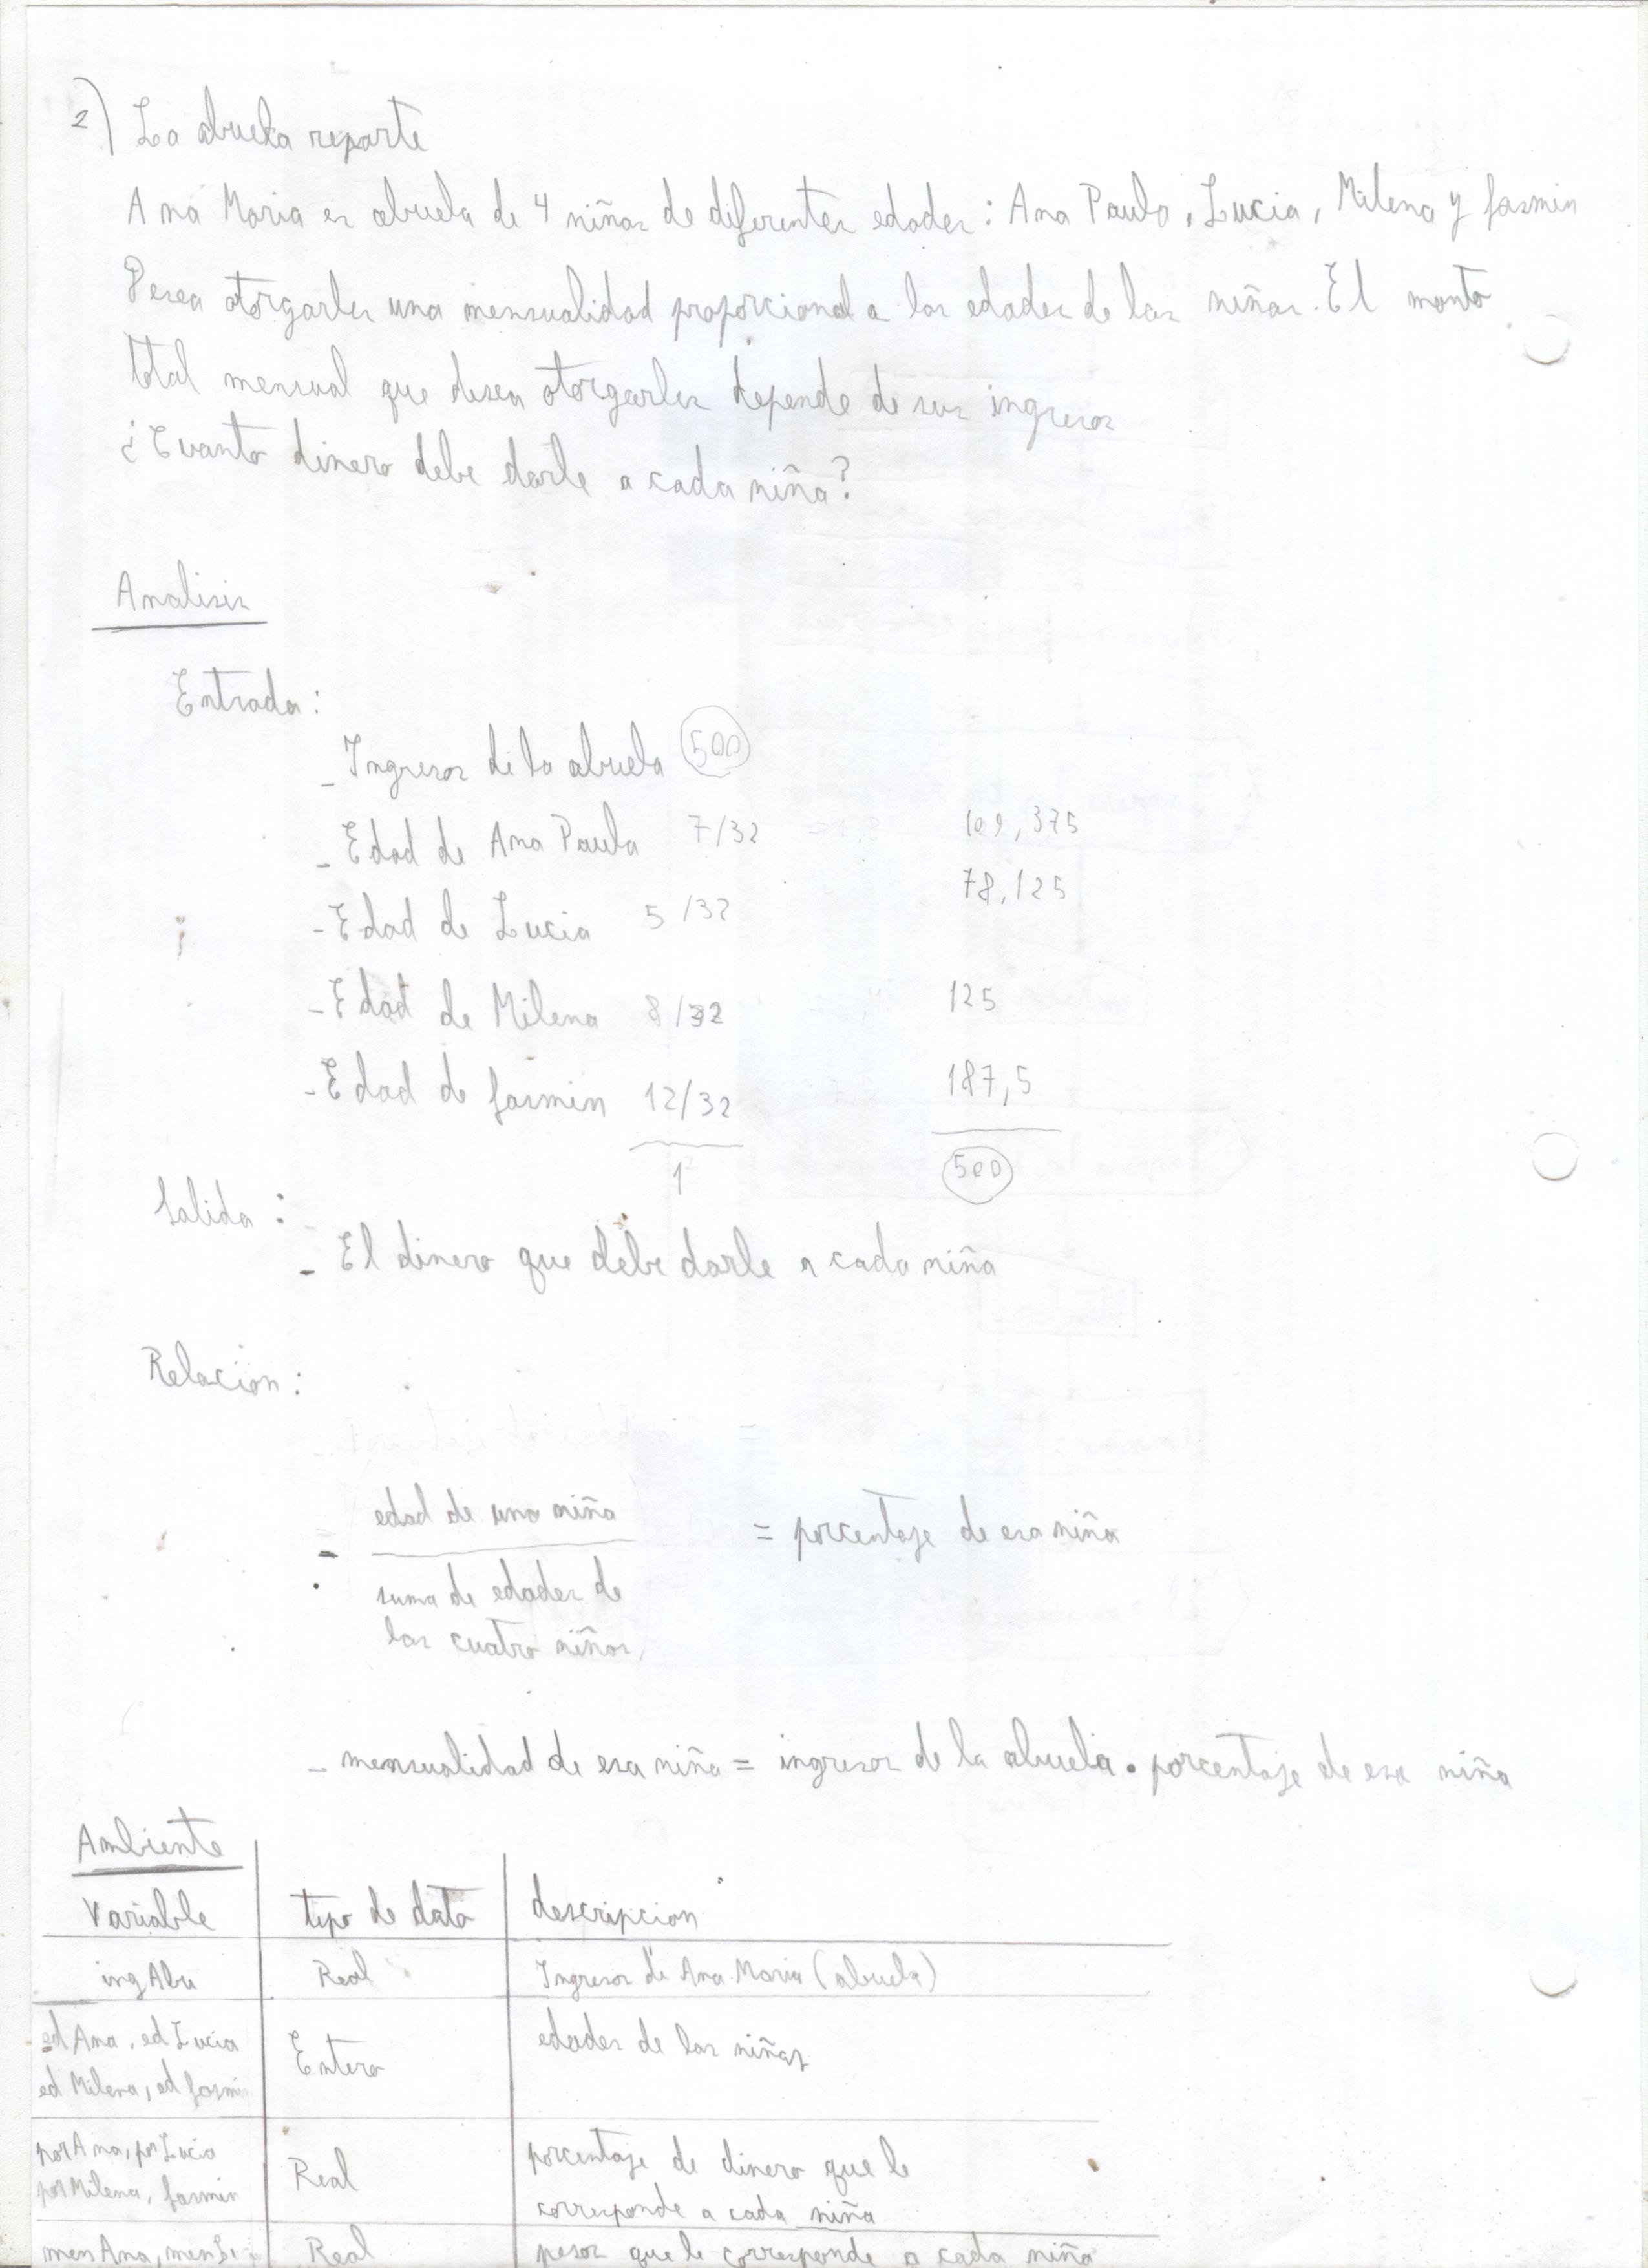 2) La abuela reparte
Ana Maria es abuela de 4 niñas de diferentes edades: Ana Paula, Lucia, Milena y Jasmin
Desea otorgarles una mensualidad proporcional a las edades de las niñas. El monto
total mensual que desea otorgarles depende de sus ingresos
¿Cuanto dinero debe darle a cada niña?
Analisis
Entrada:
- Ingresos de la abuela 500
- Edad de Ana Paula 7/32 109,375
- Edad de Lucia 5/32 78,125
- Edad de Milena 8/32 125
- Edad de Jasmin 12/32 187,5
1 500
Salida:
- El dinero que debe darle a cada niña
Relacion:
- edad de una niña
suma de edades de
las cuatro niñas
= porcentaje de esa niña
- mensualidad de esa niña = ingresos de la abuela • porcentaje de esa niña
Ambiente
Variable tipo de dato descripcion
ingAbu Real Ingresos de Ana Maria (abuela)
edAna, edLucia
edMilena, edJasmin
Entero edades de las niñas
porAna, porLucia
porMilena, Jasmin
Real porcentaje de dinero que le
corresponde a cada niña
menAna, menLu Real pesos que le corresponde a cada niña